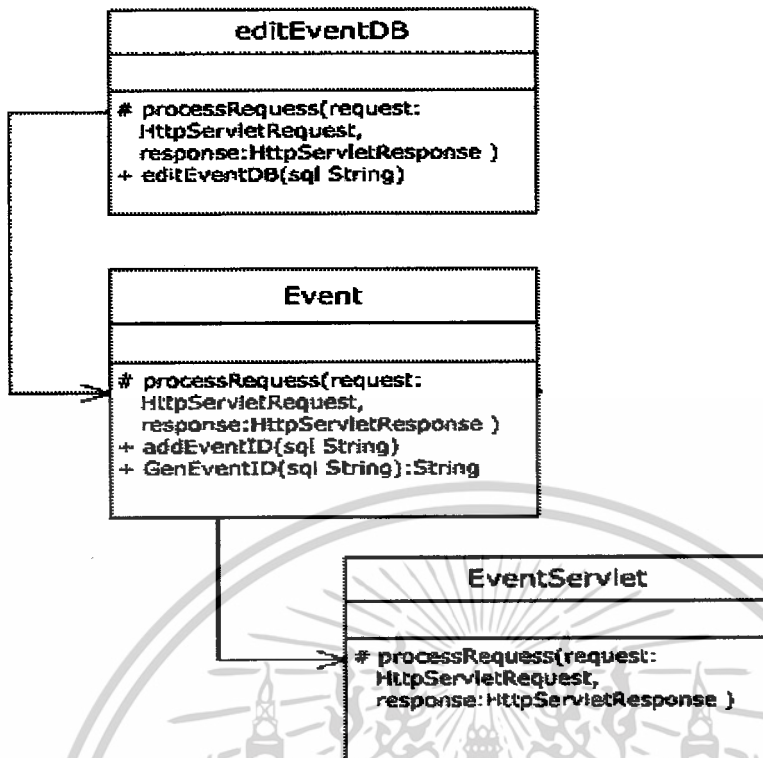 editEventDB
# processRequess(request:
HttpServletRequest,
response:HttpServletResponse )
+ editEventDB(sql String)
Event
# processRequess(request:
HttpServletRequest,
response:HttpServletResponse )
+ addEventID(sql String)
+ GenEventID(sql String):String
EventServlet
# processRequess(request:
HttpServletRequest,
response:HttpServletResponse )